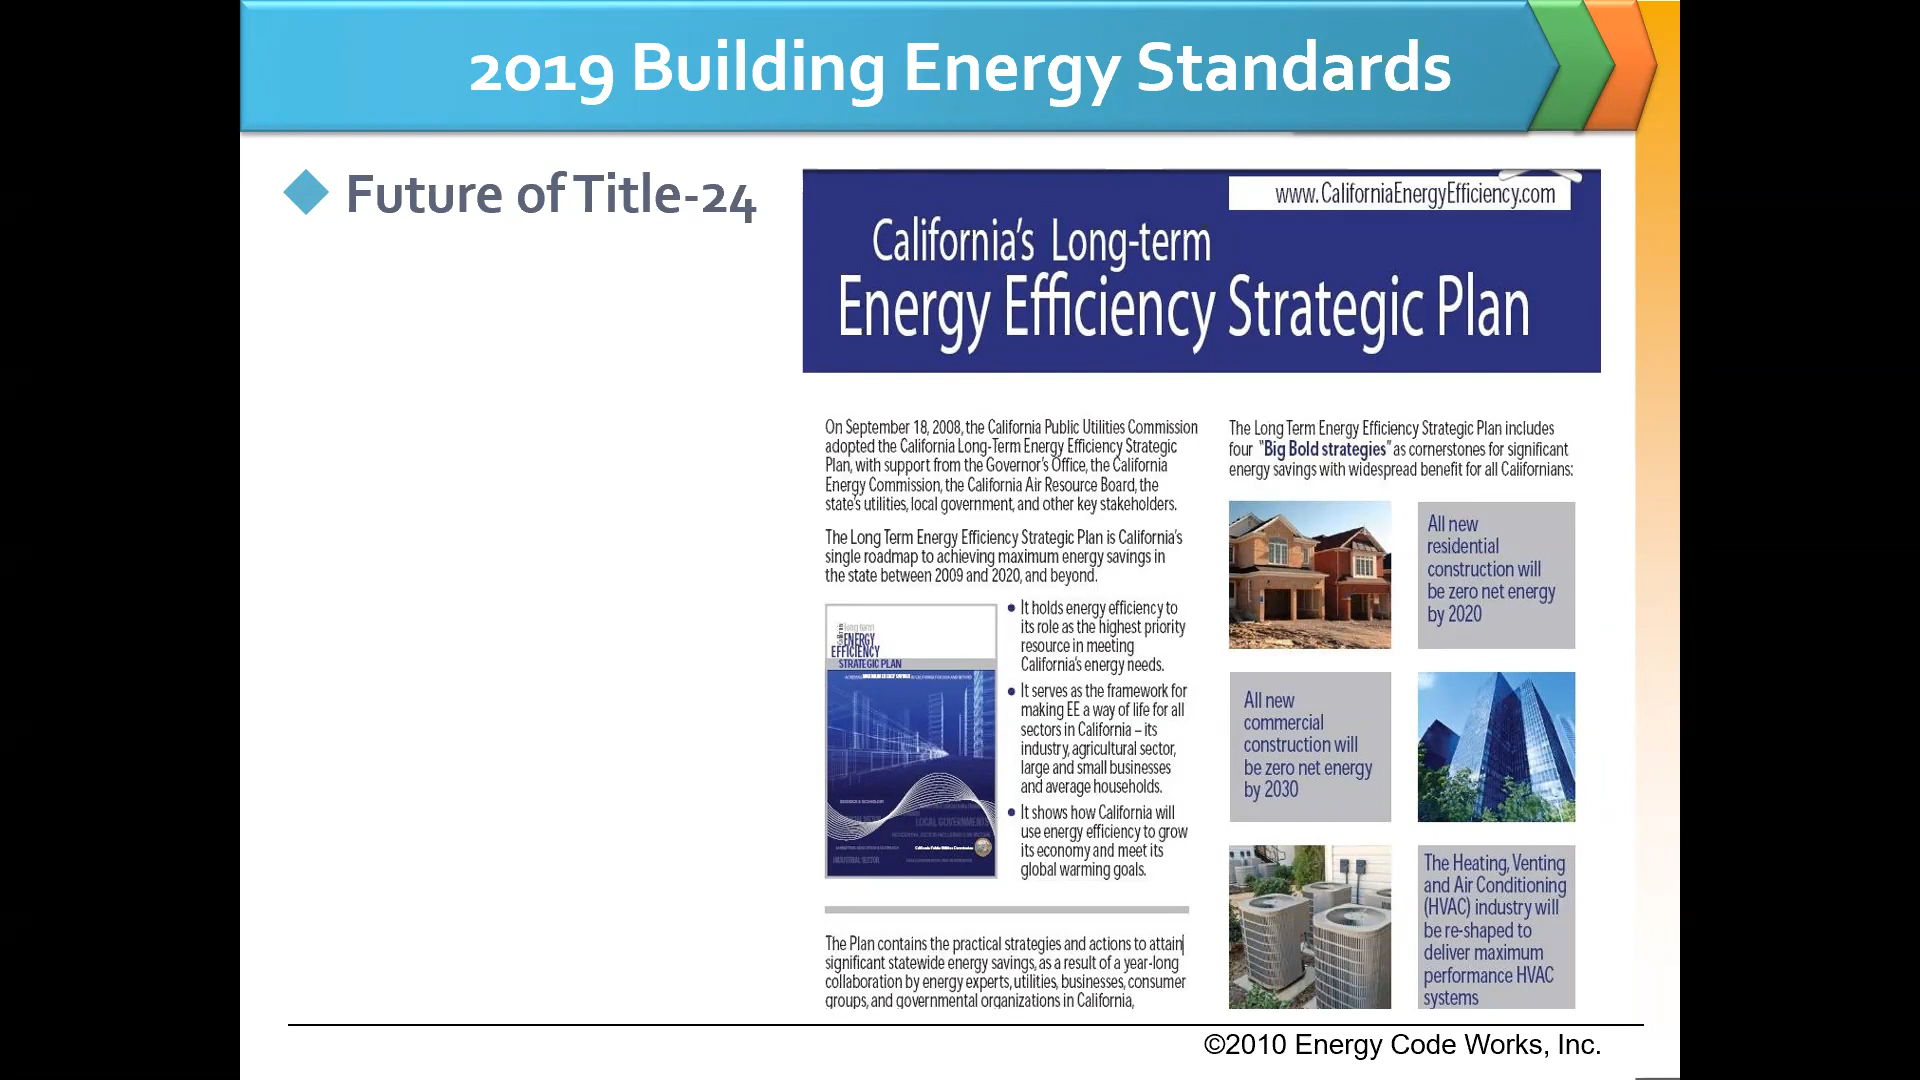 2019 Building Energy Standards
Future of Title-24
www.CaliforniaEnergyEfficiency.com
California's Long-term
Energy Efficiency Strategic Plan
On September 18, 2008, the California Public Utilities Commission
adopted the California Long-Term Energy Efficiency Strategic
Plan, with support from the Governor's Office, the California
Energy Commission, the California Air Resource Board, the
state's utilities, local government, and other key stakeholders.
The Long Term Energy Efficiency Strategic Plan is California's
single roadmap to achieving maximum energy savings in
the state between 2009 and 2020, and beyond.
ENERGY
EFFICIENCY
STRATEGIC PLAN
LOCAL GOVERNMENTS
INDUSTRIAL SECTOR
California Public Utilities Commission
• It holds energy efficiency to
its role as the highest priority
resource in meeting
California's energy needs.
• It serves as the framework for
making EE a way of life for all
sectors in California – its
industry, agricultural sector,
large and small businesses
and average households.
• It shows how California will
use energy efficiency to grow
its economy and meet its
global warming goals.
The Plan contains the practical strategies and actions to attain
significant statewide energy savings, as a result of a year-long
collaboration by energy experts, utilities, businesses, consumer
groups, and governmental organizations in California,
The Long Term Energy Efficiency Strategic Plan includes
four "Big Bold strategies" as cornerstones for significant
energy savings with widespread benefit for all Californians:
All new
residential
construction will
be zero net energy
by 2020
All new
commercial
construction will
be zero net energy
by 2030
The Heating, Venting
and Air Conditioning
(HVAC) industry will
be re-shaped to
deliver maximum
performance HVAC
systems
©2010 Energy Code Works, Inc.